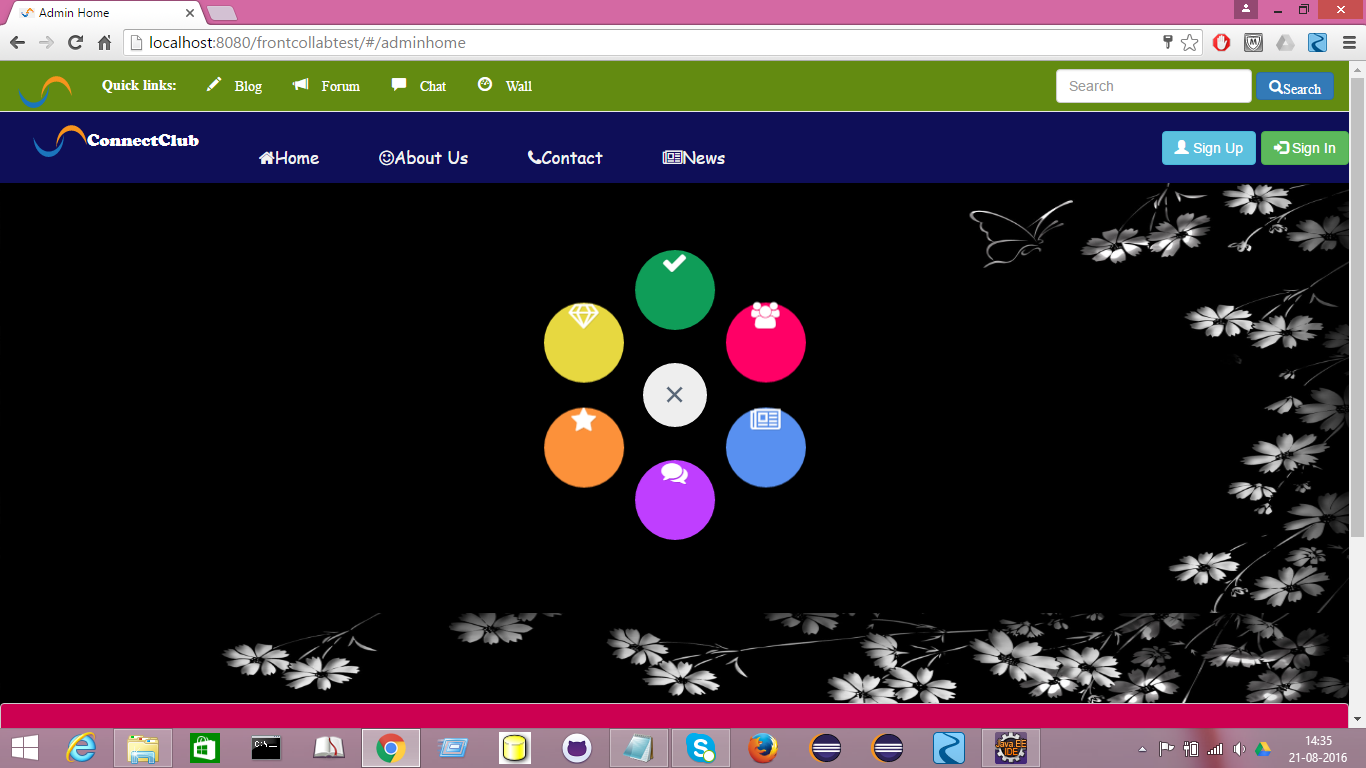 Admin Home
localhost:8080/frontcollabtest/#/adminhome
Quick links: Blog Forum Chat Wall Search Search
ConnectClub Home About Us Contact News Sign Up Sign In
C:\_
Java EE
IDE
14:35
21-08-2016